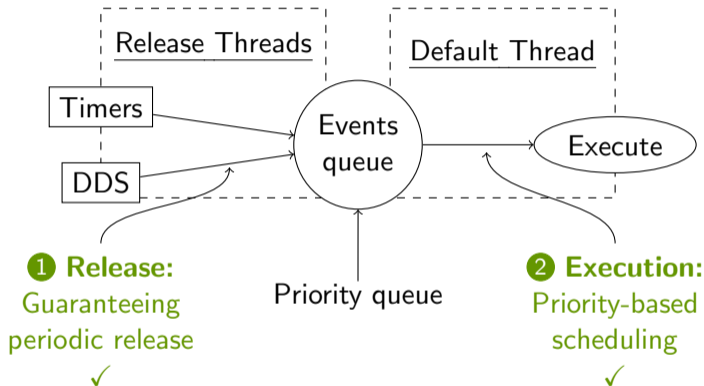 Release Threads
Default Thread
Timers
DDS
Events
queue
Execute
1 Release:
Guaranteeing
periodic release
✓
Priority queue
2 Execution:
Priority-based
scheduling
✓